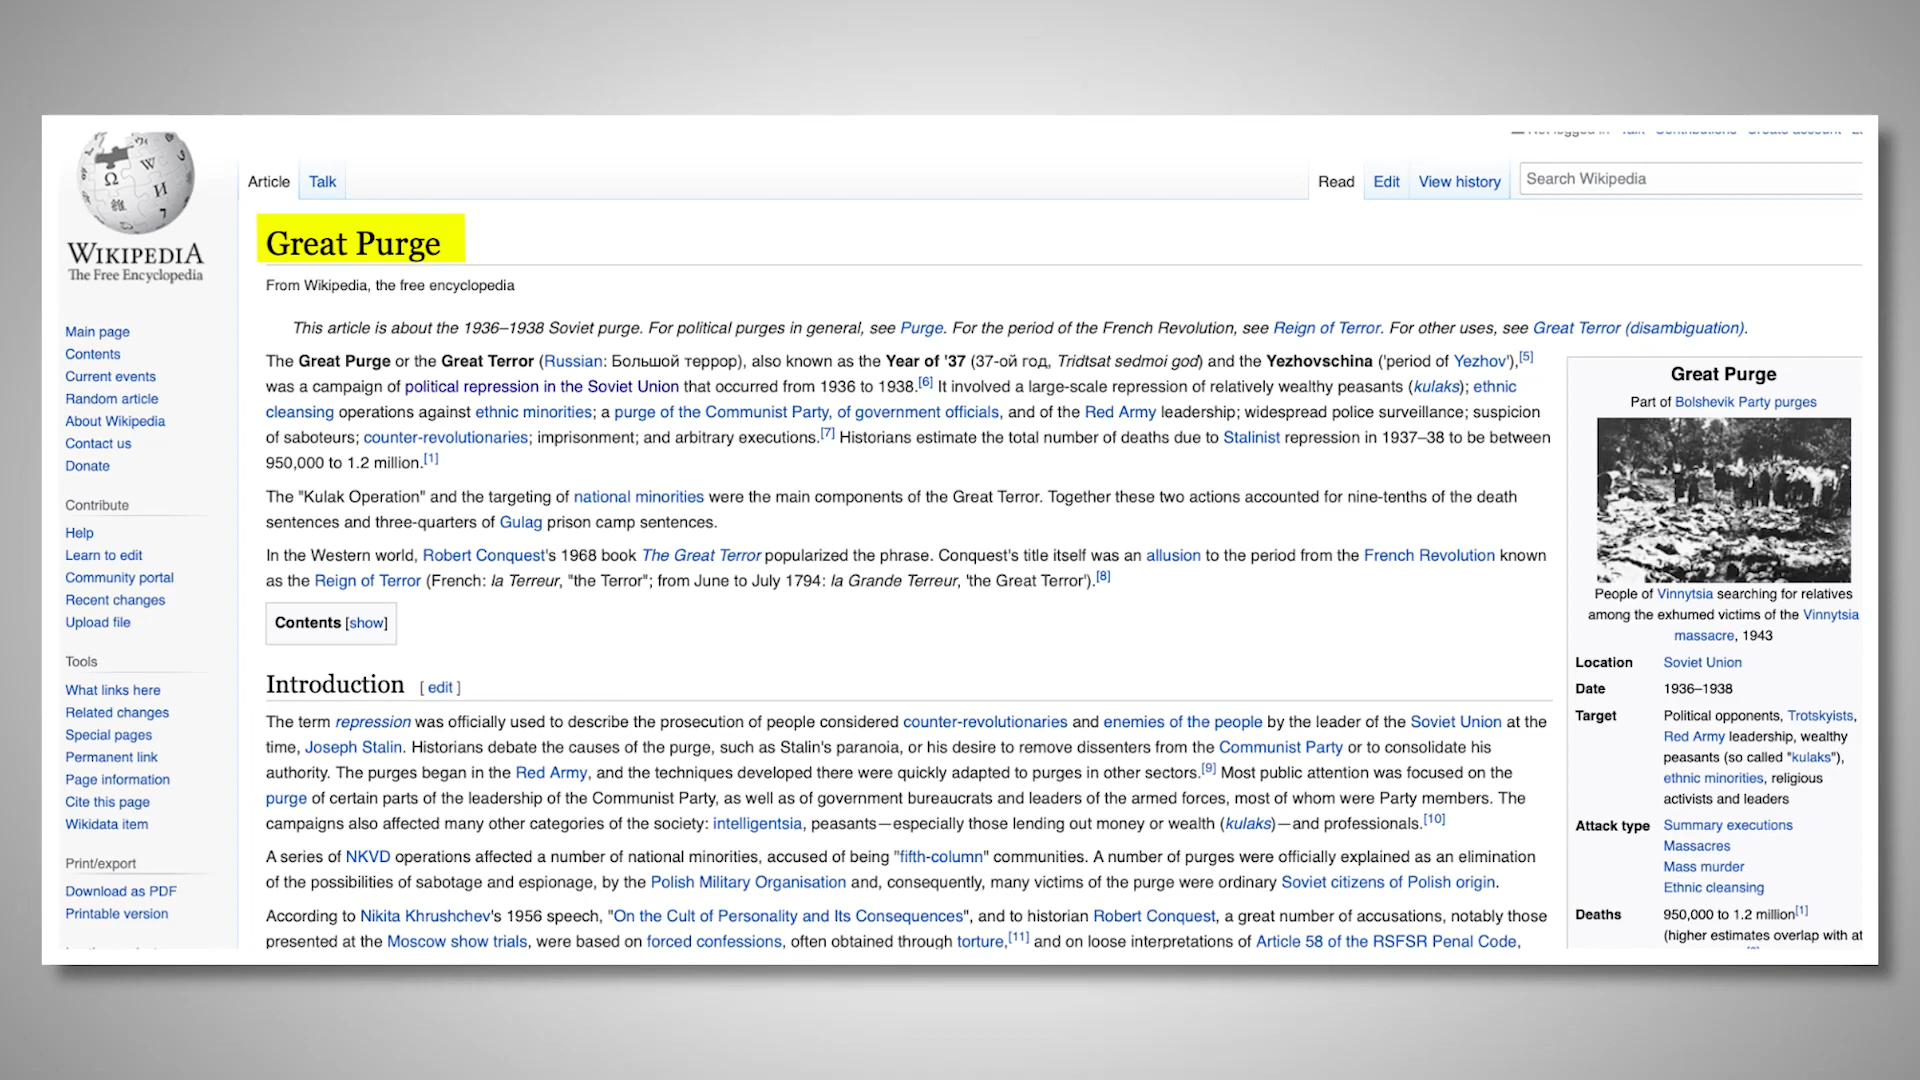 Article
Talk
Read
Edit
View history
Search Wikipedia
WIKIPEDIA
The Free Encyclopedia
Main page
Contents
Current events
Random article
About Wikipedia
Contact us
Donate
Contribute
Help
Learn to edit
Community portal
Recent changes
Upload file
Tools
What links here
Related changes
Special pages
Permanent link
Page information
Cite this page
Wikidata item
Print/export
Download as PDF
Printable version
Great Purge
From Wikipedia, the free encyclopedia
This article is about the 1936–1938 Soviet purge. For political purges in general, see Purge. For the period of the French Revolution, see Reign of Terror. For other uses, see Great Terror (disambiguation).
The Great Purge or the Great Terror (Russian: Большой террор), also known as the Year of '37 (37-ой год, Tridtsat sedmoi god) and the Yezhovschina ('period of Yezhov'),[5]
was a campaign of political repression in the Soviet Union that occurred from 1936 to 1938.[6] It involved a large-scale repression of relatively wealthy peasants (kulaks); ethnic
cleansing operations against ethnic minorities; a purge of the Communist Party, of government officials, and of the Red Army leadership; widespread police surveillance; suspicion
of saboteurs; counter-revolutionaries; imprisonment; and arbitrary executions.[7] Historians estimate the total number of deaths due to Stalinist repression in 1937–38 to be between
950,000 to 1.2 million.[1]
The "Kulak Operation" and the targeting of national minorities were the main components of the Great Terror. Together these two actions accounted for nine-tenths of the death
sentences and three-quarters of Gulag prison camp sentences.
In the Western world, Robert Conquest's 1968 book The Great Terror popularized the phrase. Conquest's title itself was an allusion to the period from the French Revolution known
as the Reign of Terror (French: la Terreur, "the Terror"; from June to July 1794: la Grande Terreur, 'the Great Terror').[8]
Contents [show]
Introduction [ edit ]
The term repression was officially used to describe the prosecution of people considered counter-revolutionaries and enemies of the people by the leader of the Soviet Union at the
time, Joseph Stalin. Historians debate the causes of the purge, such as Stalin's paranoia, or his desire to remove dissenters from the Communist Party or to consolidate his
authority. The purges began in the Red Army, and the techniques developed there were quickly adapted to purges in other sectors.[9] Most public attention was focused on the
purge of certain parts of the leadership of the Communist Party, as well as of government bureaucrats and leaders of the armed forces, most of whom were Party members. The
campaigns also affected many other categories of the society: intelligentsia, peasants—especially those lending out money or wealth (kulaks)—and professionals.[10]
A series of NKVD operations affected a number of national minorities, accused of being "fifth-column" communities. A number of purges were officially explained as an elimination
of the possibilities of sabotage and espionage, by the Polish Military Organisation and, consequently, many victims of the purge were ordinary Soviet citizens of Polish origin.
According to Nikita Khrushchev's 1956 speech, "On the Cult of Personality and Its Consequences", and to historian Robert Conquest, a great number of accusations, notably those
presented at the Moscow show trials, were based on forced confessions, often obtained through torture,[11] and on loose interpretations of Article 58 of the RSFSR Penal Code,
Great Purge
Part of Bolshevik Party purges
People of Vinnytsia searching for relatives
among the exhumed victims of the Vinnytsia
massacre, 1943
Location Soviet Union
Date 1936–1938
Target Political opponents, Trotskyists,
Red Army leadership, wealthy
peasants (so called "kulaks"),
ethnic minorities, religious
activists and leaders
Attack type Summary executions
Massacres
Mass murder
Ethnic cleansing
Deaths 950,000 to 1.2 million[1]
(higher estimates overlap with at